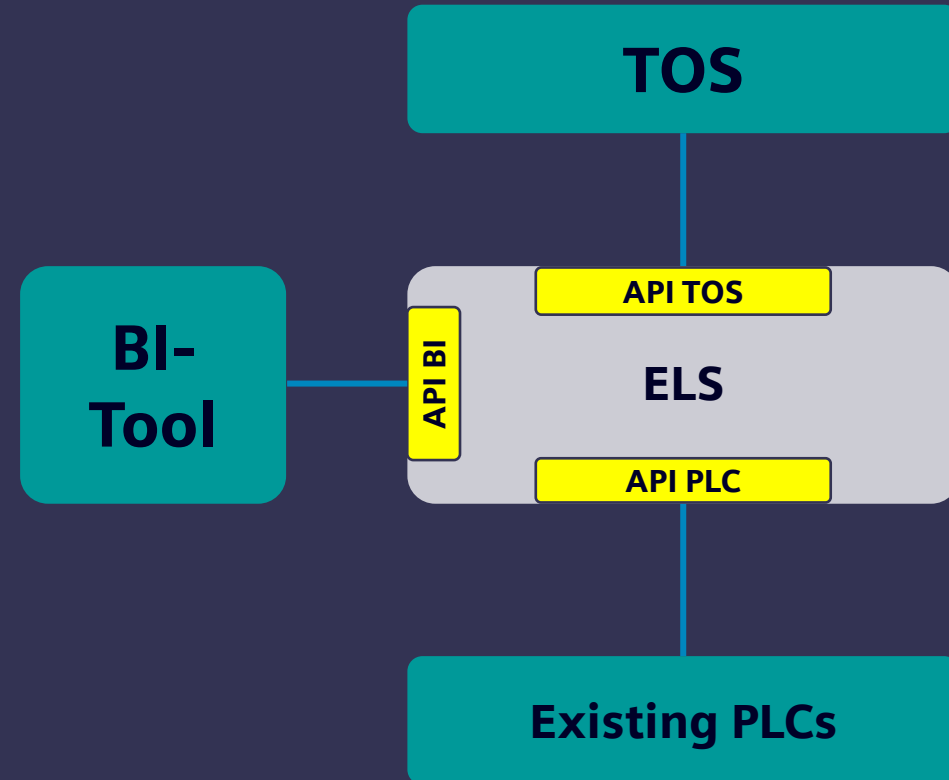 TOS
API TOS
BI-
Tool
API BI
ELS
API PLC
Existing PLCs